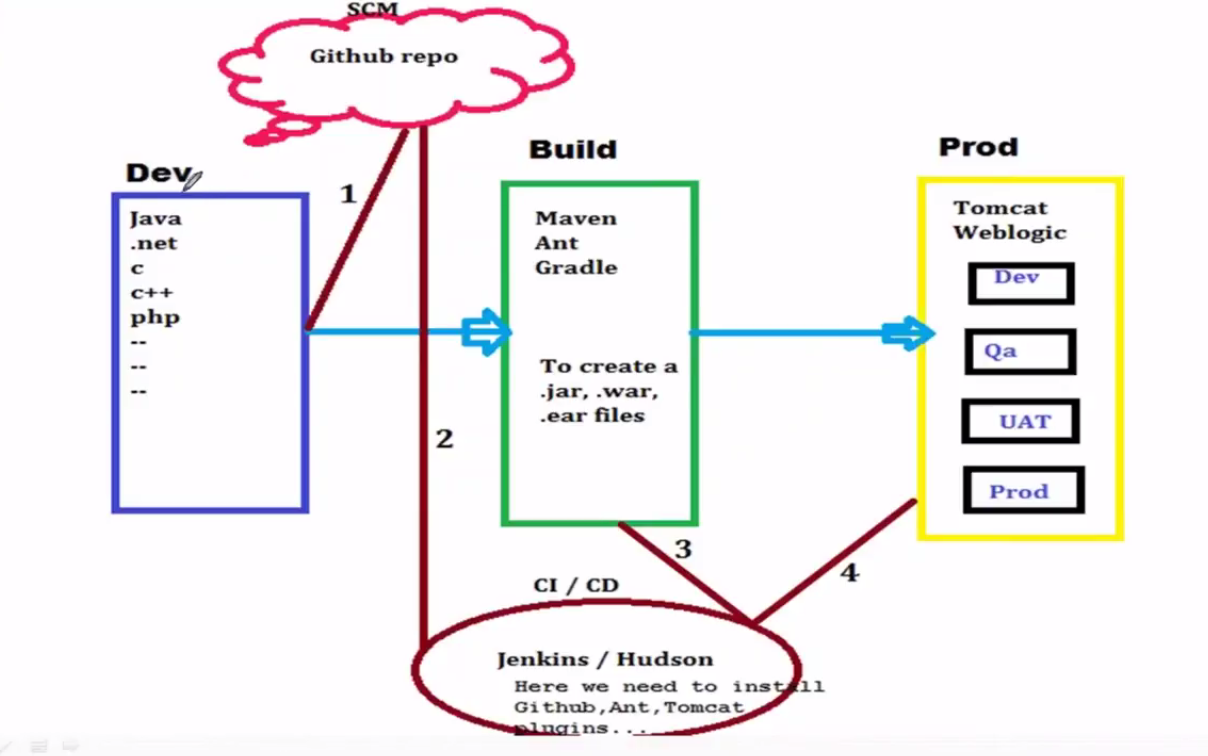 SCM
Github repo
Dev
Java
.net
c
c++
php
--
--
--
1
2
Build
Maven
Ant
Gradle
To create a
.jar, .war,
.ear files
Prod
Tomcat
Weblogic
Dev
Qa
UAT
Prod
3
4
CI / CD
Jenkins / Hudson
Here we need to install
Github,Ant,Tomcat
plugins...